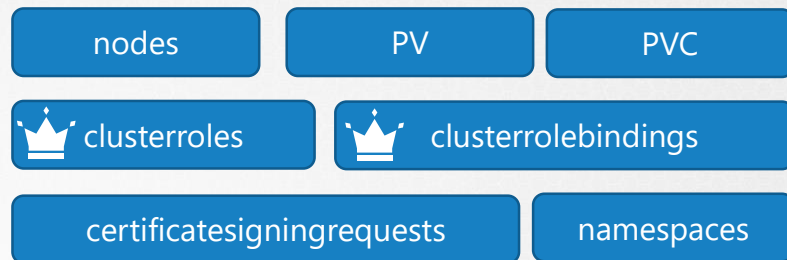 nodes PV PVC
clusterroles clusterrolebindings
certificatesigningrequests namespaces